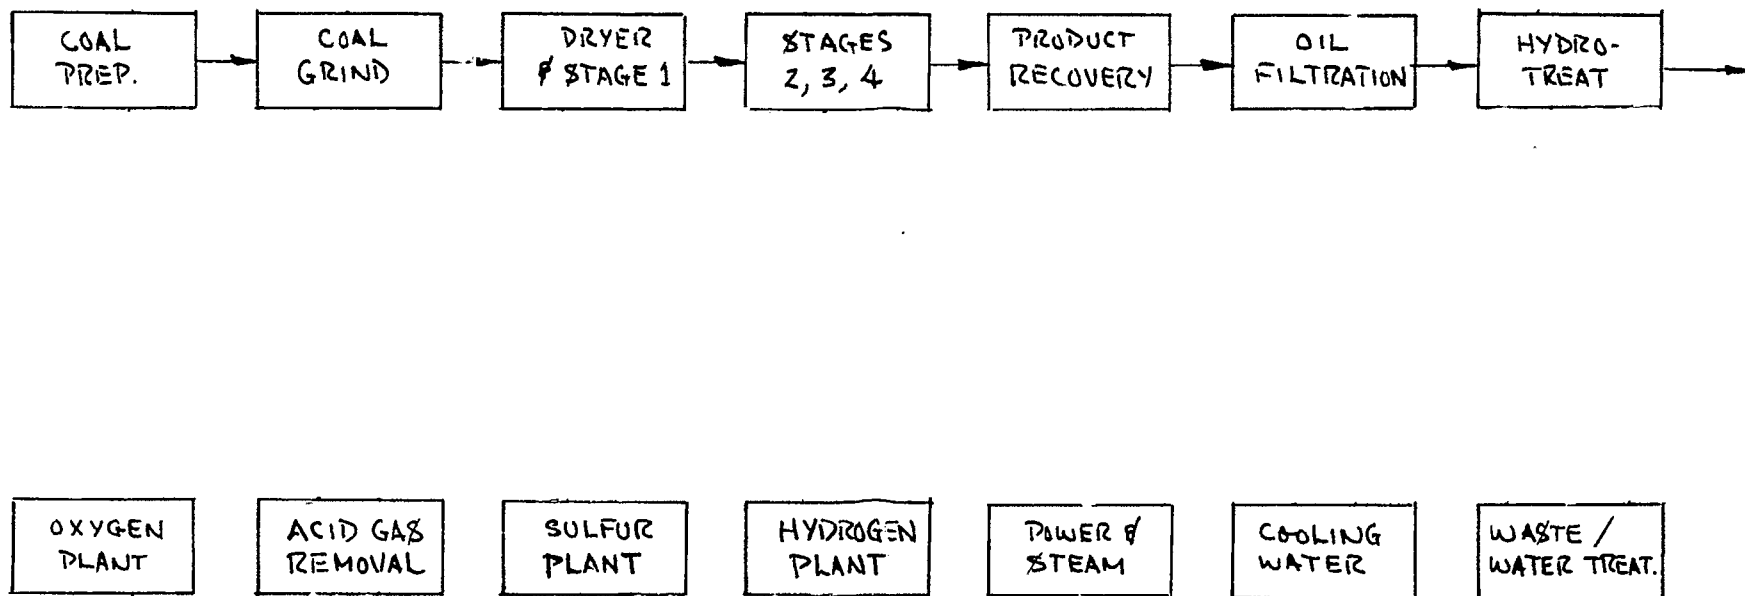 COAL
PREP.
COAL
GRIND
DRYER
& STAGE 1
STAGES
2, 3, 4
PRODUCT
RECOVERY
OIL
FILTRATION
HYDRO-
TREAT
OXYGEN
PLANT
ACID GAS
REMOVAL
SULFUR
PLANT
HYDROGEN
PLANT
POWER &
STEAM
COOLING
WATER
WASTE /
WATER TREAT.